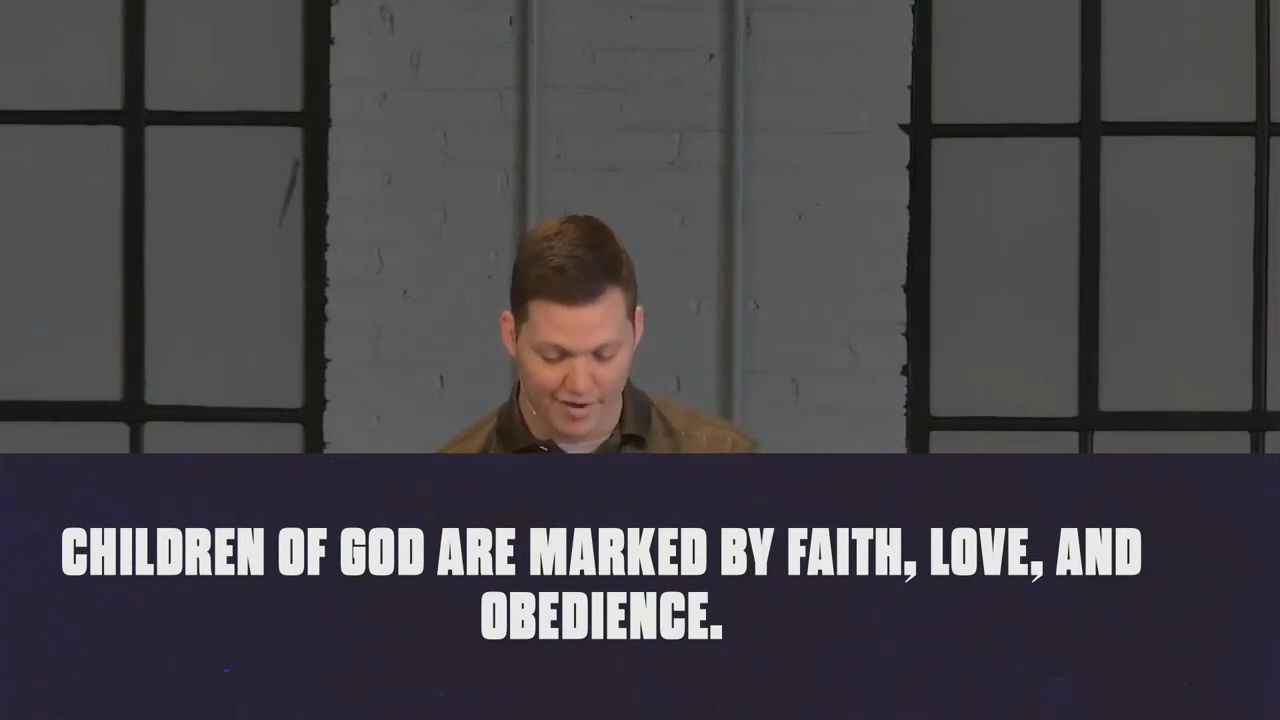 CHILDREN OF GOD ARE MARKED BY FAITH, LOVE, AND
OBEDIENCE.